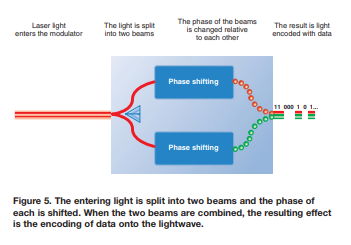 Laser light
enters the modulator
The light is split
into two beams
The phase of the beams
is changed relative
to each other
The result is light
encoded with data
Phase shifting
11 000 1 0 1...
Phase shifting
Figure 5. The entering light is split into two beams and the phase of
each is shifted. When the two beams are combined, the resulting effect
is the encoding of data onto the lightwave.